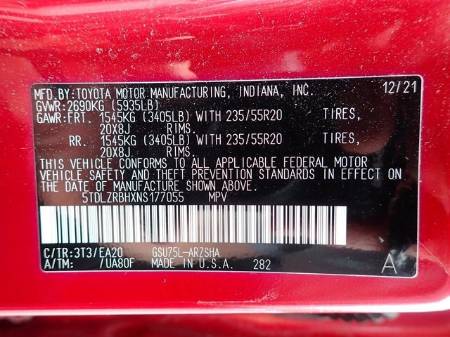 MFD.BY:TOYOTA MOTOR MANUFACTURING, INDIANA, INC. 12/21
GVWR:2690KG (5935LB)
GAWR:FRT. 1545KG (3405LB) WITH 235/55R20 TIRES,
20X8J RIMS.
RR. 1545KG (3405LB) WITH 235/55R20 TIRES,
20X8J RIMS.
THIS VEHICLE CONFORMS TO ALL APPLICABLE FEDERAL MOTOR
VEHICLE SAFETY AND THEFT PREVENTION STANDARDS IN EFFECT ON
THE DATE OF MANUFACTURE SHOWN ABOVE.
5TDLZRBHXNS177055 MPV
C/TR:3T3/EA20 GSU75L-ARZSHA
A/TM: /UA80F MADE IN U.S.A. 282 A